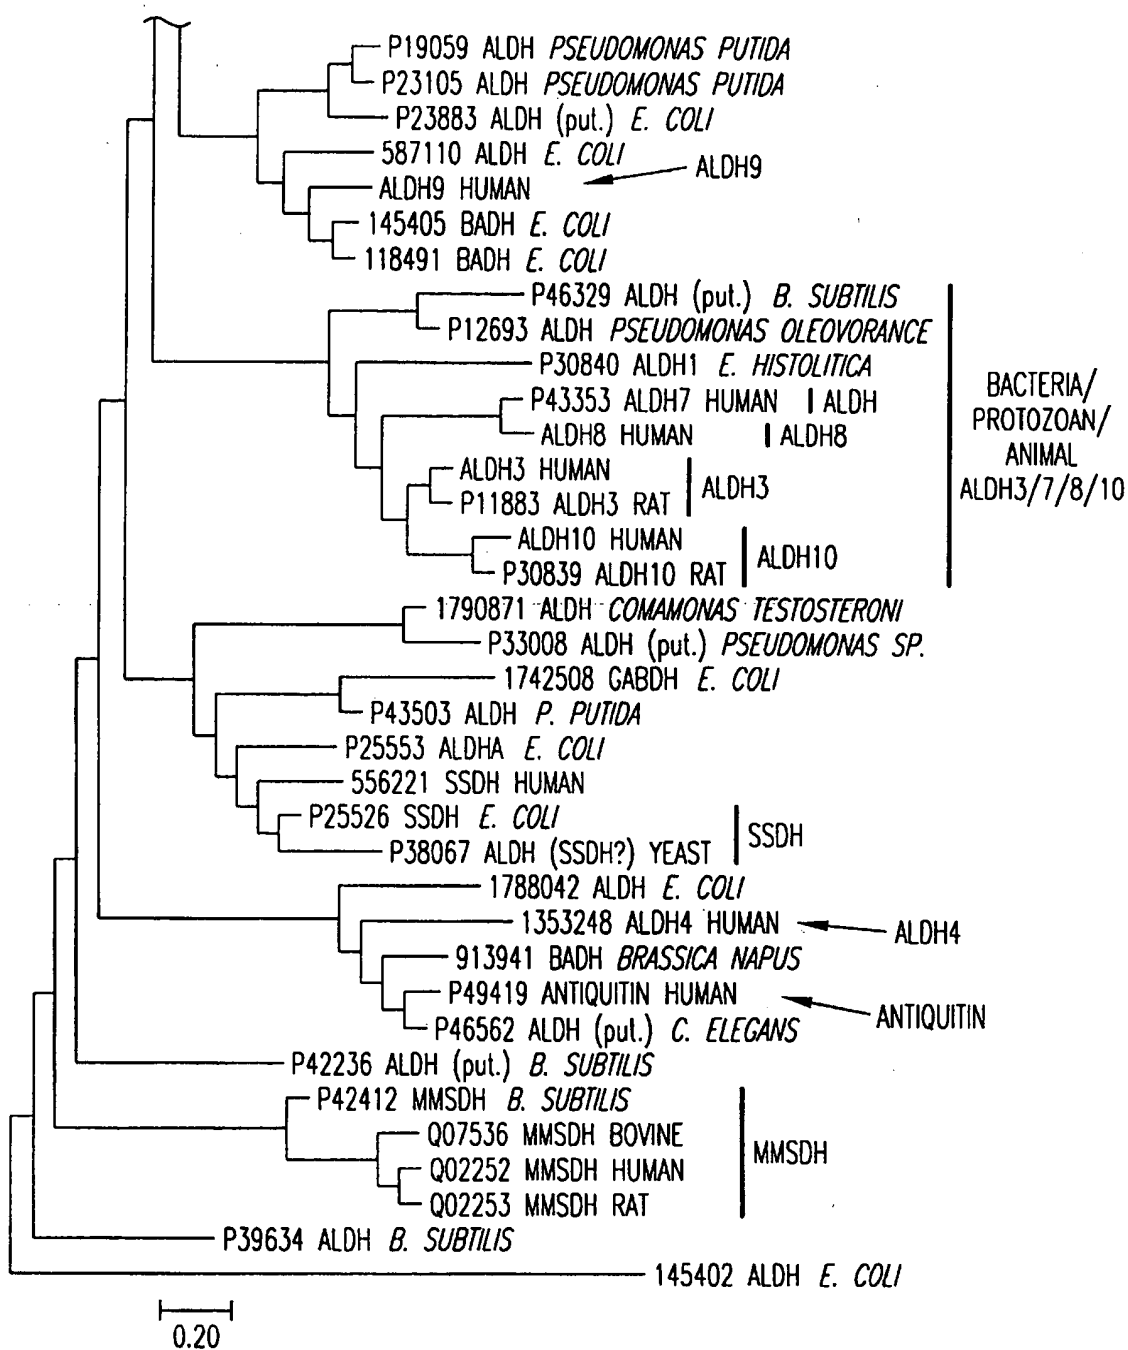 P19059 ALDH PSEUDOMONAS PUTIDA
P23105 ALDH PSEUDOMONAS PUTIDA
P23883 ALDH (put.) E. COLI
587110 ALDH E. COLI
ALDH9
ALDH9 HUMAN
145405 BADH E. COLI
118491 BADH E. COLI
P46329 ALDH (put.) B. SUBTILIS
P12693 ALDH PSEUDOMONAS OLEOVORANCE
P30840 ALDH1 E. HISTOLITICA
P43353 ALDH7 HUMAN ALDH
ALDH8 HUMAN ALDH8
ALDH3 HUMAN
P11883 ALDH3 RAT
ALDH3
ALDH10 HUMAN
P30839 ALDH10 RAT
ALDH10
BACTERIA/
PROTOZOAN/
ANIMAL
ALDH3/7/8/10
1790871 ALDH COMAMONAS TESTOSTERONI
P33008 ALDH (put.) PSEUDOMONAS SP.
1742508 GABDH E. COLI
P43503 ALDH P. PUTIDA
P25553 ALDHA E. COLI
556221 SSDH HUMAN
P25526 SSDH E. COLI
P38067 ALDH (SSDH?) YEAST
SSDH
1788042 ALDH E. COLI
1353248 ALDH4 HUMAN
ALDH4
913941 BADH BRASSICA NAPUS
P49419 ANTIQUITIN HUMAN
ANTIQUITIN
P46562 ALDH (put.) C. ELEGANS
P42236 ALDH (put.) B. SUBTILIS
P42412 MMSDH B. SUBTILIS
Q07536 MMSDH BOVINE
Q02252 MMSDH HUMAN
Q02253 MMSDH RAT
MMSDH
P39634 ALDH B. SUBTILIS
145402 ALDH E. COLI
0.20